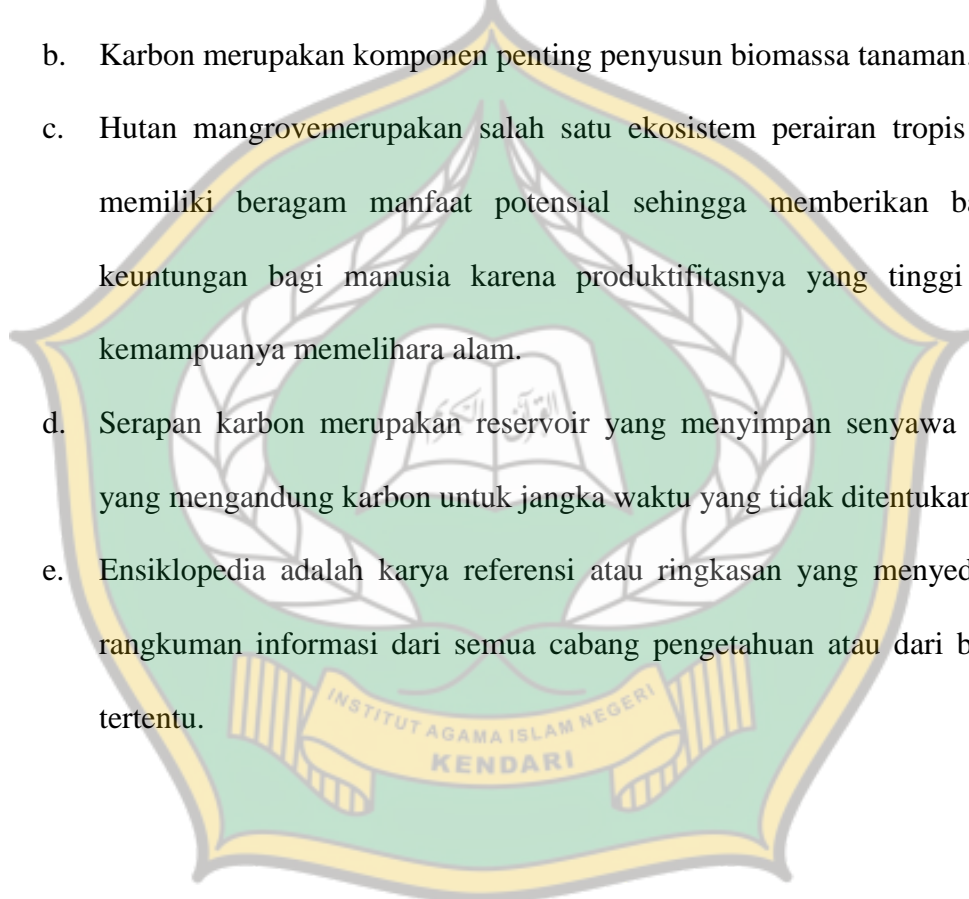 b. Karbon merupakan komponen penting penyusun biomassa tanaman.
c. Hutan mangrovemerupakan salah satu ekosistem perairan tropis
memiliki beragam manfaat potensial sehingga memberikan
keuntungan bagi manusia karena produktifitasnya yang tinggi
kemampuanya memelihara alam.
d. Serapan karbon merupakan reservoir yang menyimpan senyawa
yang mengandung karbon untuk jangka waktu yang tidak ditentukan
e. Ensiklopedia adalah karya referensi atau ringkasan yang
rangkuman informasi dari semua cabang pengetahuan atau dari
tertentu.
القرآن الكريم
INSTITUT AGAMA ISLAM NEGERI
KENDARI